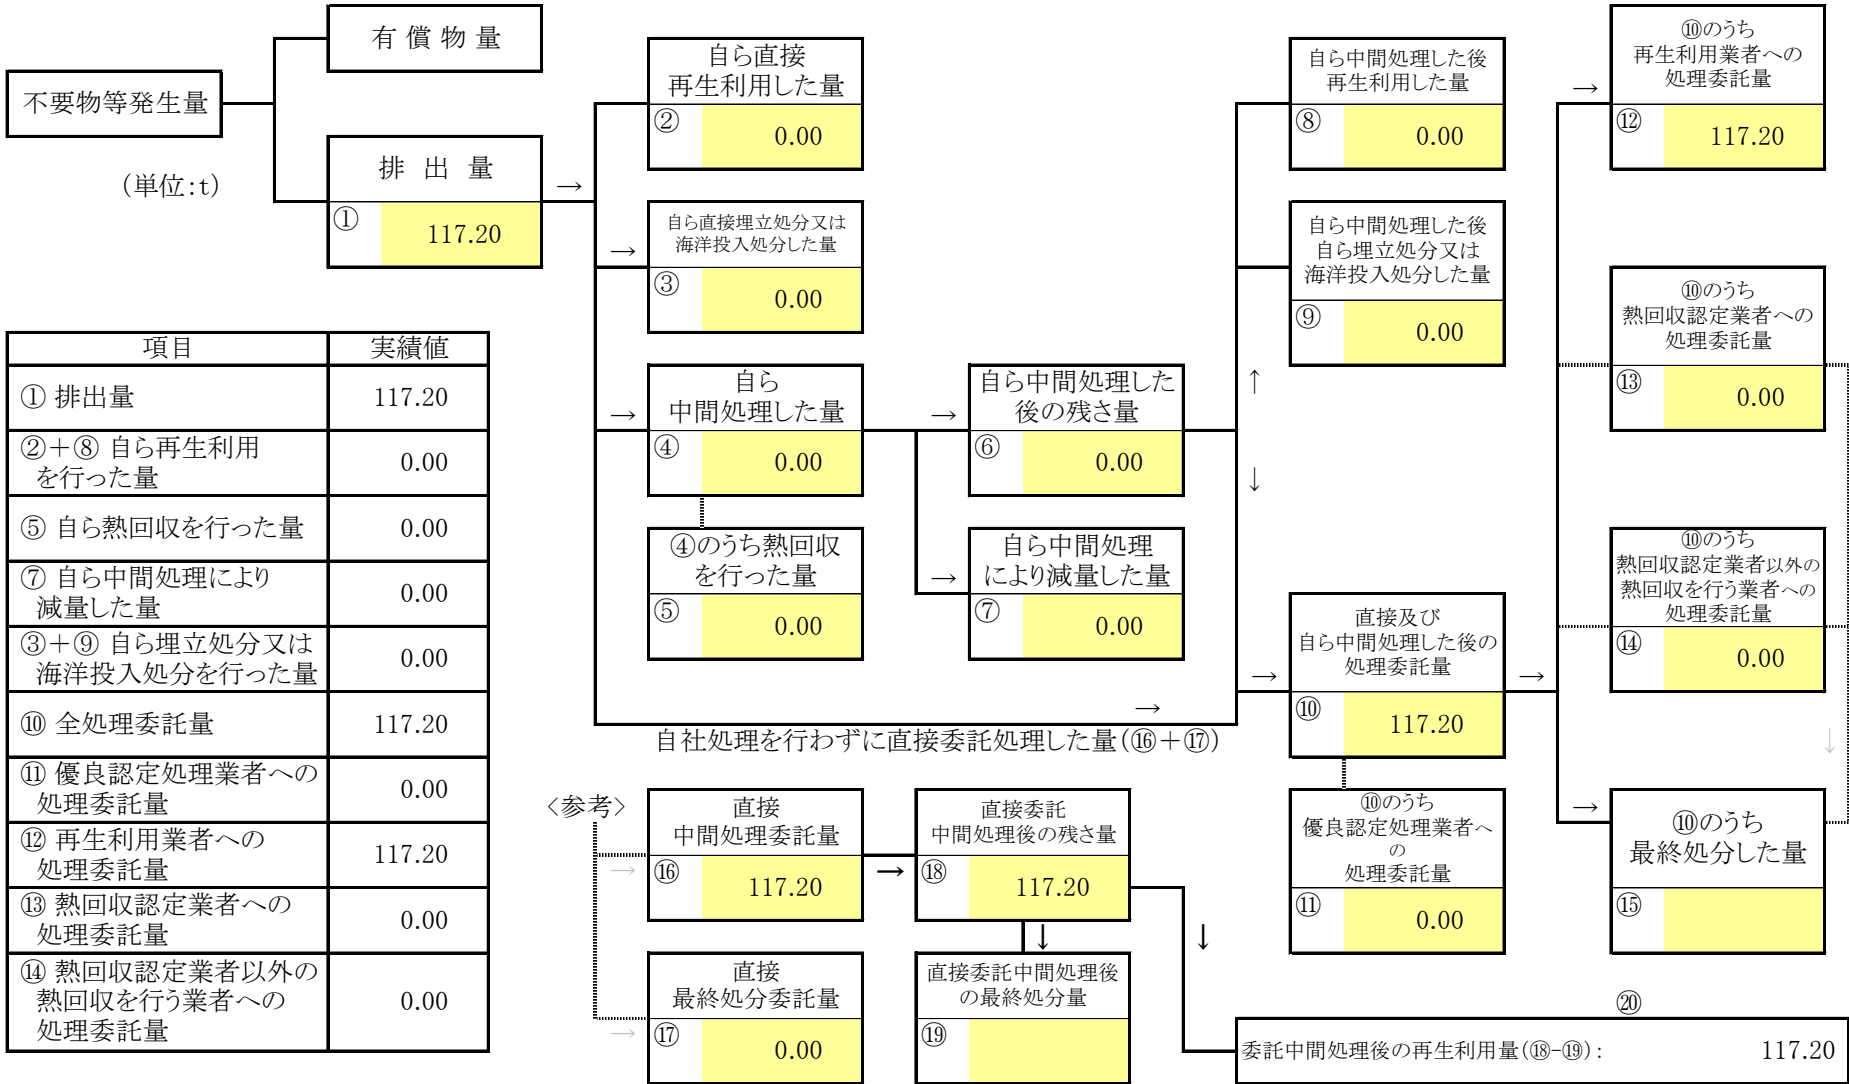 有償物量
不要物等発生量
(単位:t)
排出量
→
① 117.20
自ら直接
再生利用した量
② 0.00
→
自ら直接埋立処分又は
海洋投入処分した量
③ 0.00
→
自ら
中間処理した量
④ 0.00
④のうち熱回収
を行った量
⑤ 0.00
→
自ら中間処理した
後の残さ量
⑥ 0.00
→
自ら中間処理
により減量した量
⑦ 0.00
↑
↓
自ら中間処理した後
再生利用した量
⑧ 0.00
自ら中間処理した後
自ら埋立処分又は
海洋投入処分した量
⑨ 0.00
→
自社処理を行わずに直接委託処理した量(⑯+⑰)
→
直接及び
自ら中間処理した後の
処理委託量
⑩ 117.20
→
⑩のうち
優良認定処理業者へ
の
処理委託量
⑪ 0.00
→
⑩のうち
再生利用業者への
処理委託量
⑫ 117.20
⑩のうち
熱回収認定業者への
処理委託量
⑬ 0.00
⑩のうち
熱回収認定業者以外の
熱回収を行う業者への
処理委託量
⑭ 0.00
↓
→
⑩のうち
最終処分した量
⑮
項目 実績値
① 排出量 117.20
②+⑧ 自ら再生利用
を行った量 0.00
⑤ 自ら熱回収を行った量 0.00
⑦ 自ら中間処理により
減量した量 0.00
③+⑨ 自ら埋立処分又は
海洋投入処分を行った量 0.00
⑩ 全処理委託量 117.20
⑪ 優良認定処理業者への
処理委託量 0.00
⑫ 再生利用業者への
処理委託量 117.20
⑬ 熱回収認定業者への
処理委託量 0.00
⑭ 熱回収認定業者以外の
熱回収を行う業者への
処理委託量 0.00
〈参考〉
→
直接
中間処理委託量
⑯ 117.20
→
直接委託
中間処理後の残さ量
⑱ 117.20
→
直接
最終処分委託量
⑰ 0.00
↓
直接委託中間処理後
の最終処分量
⑲
↓
⑳
委託中間処理後の再生利用量(⑱-⑲): 117.20